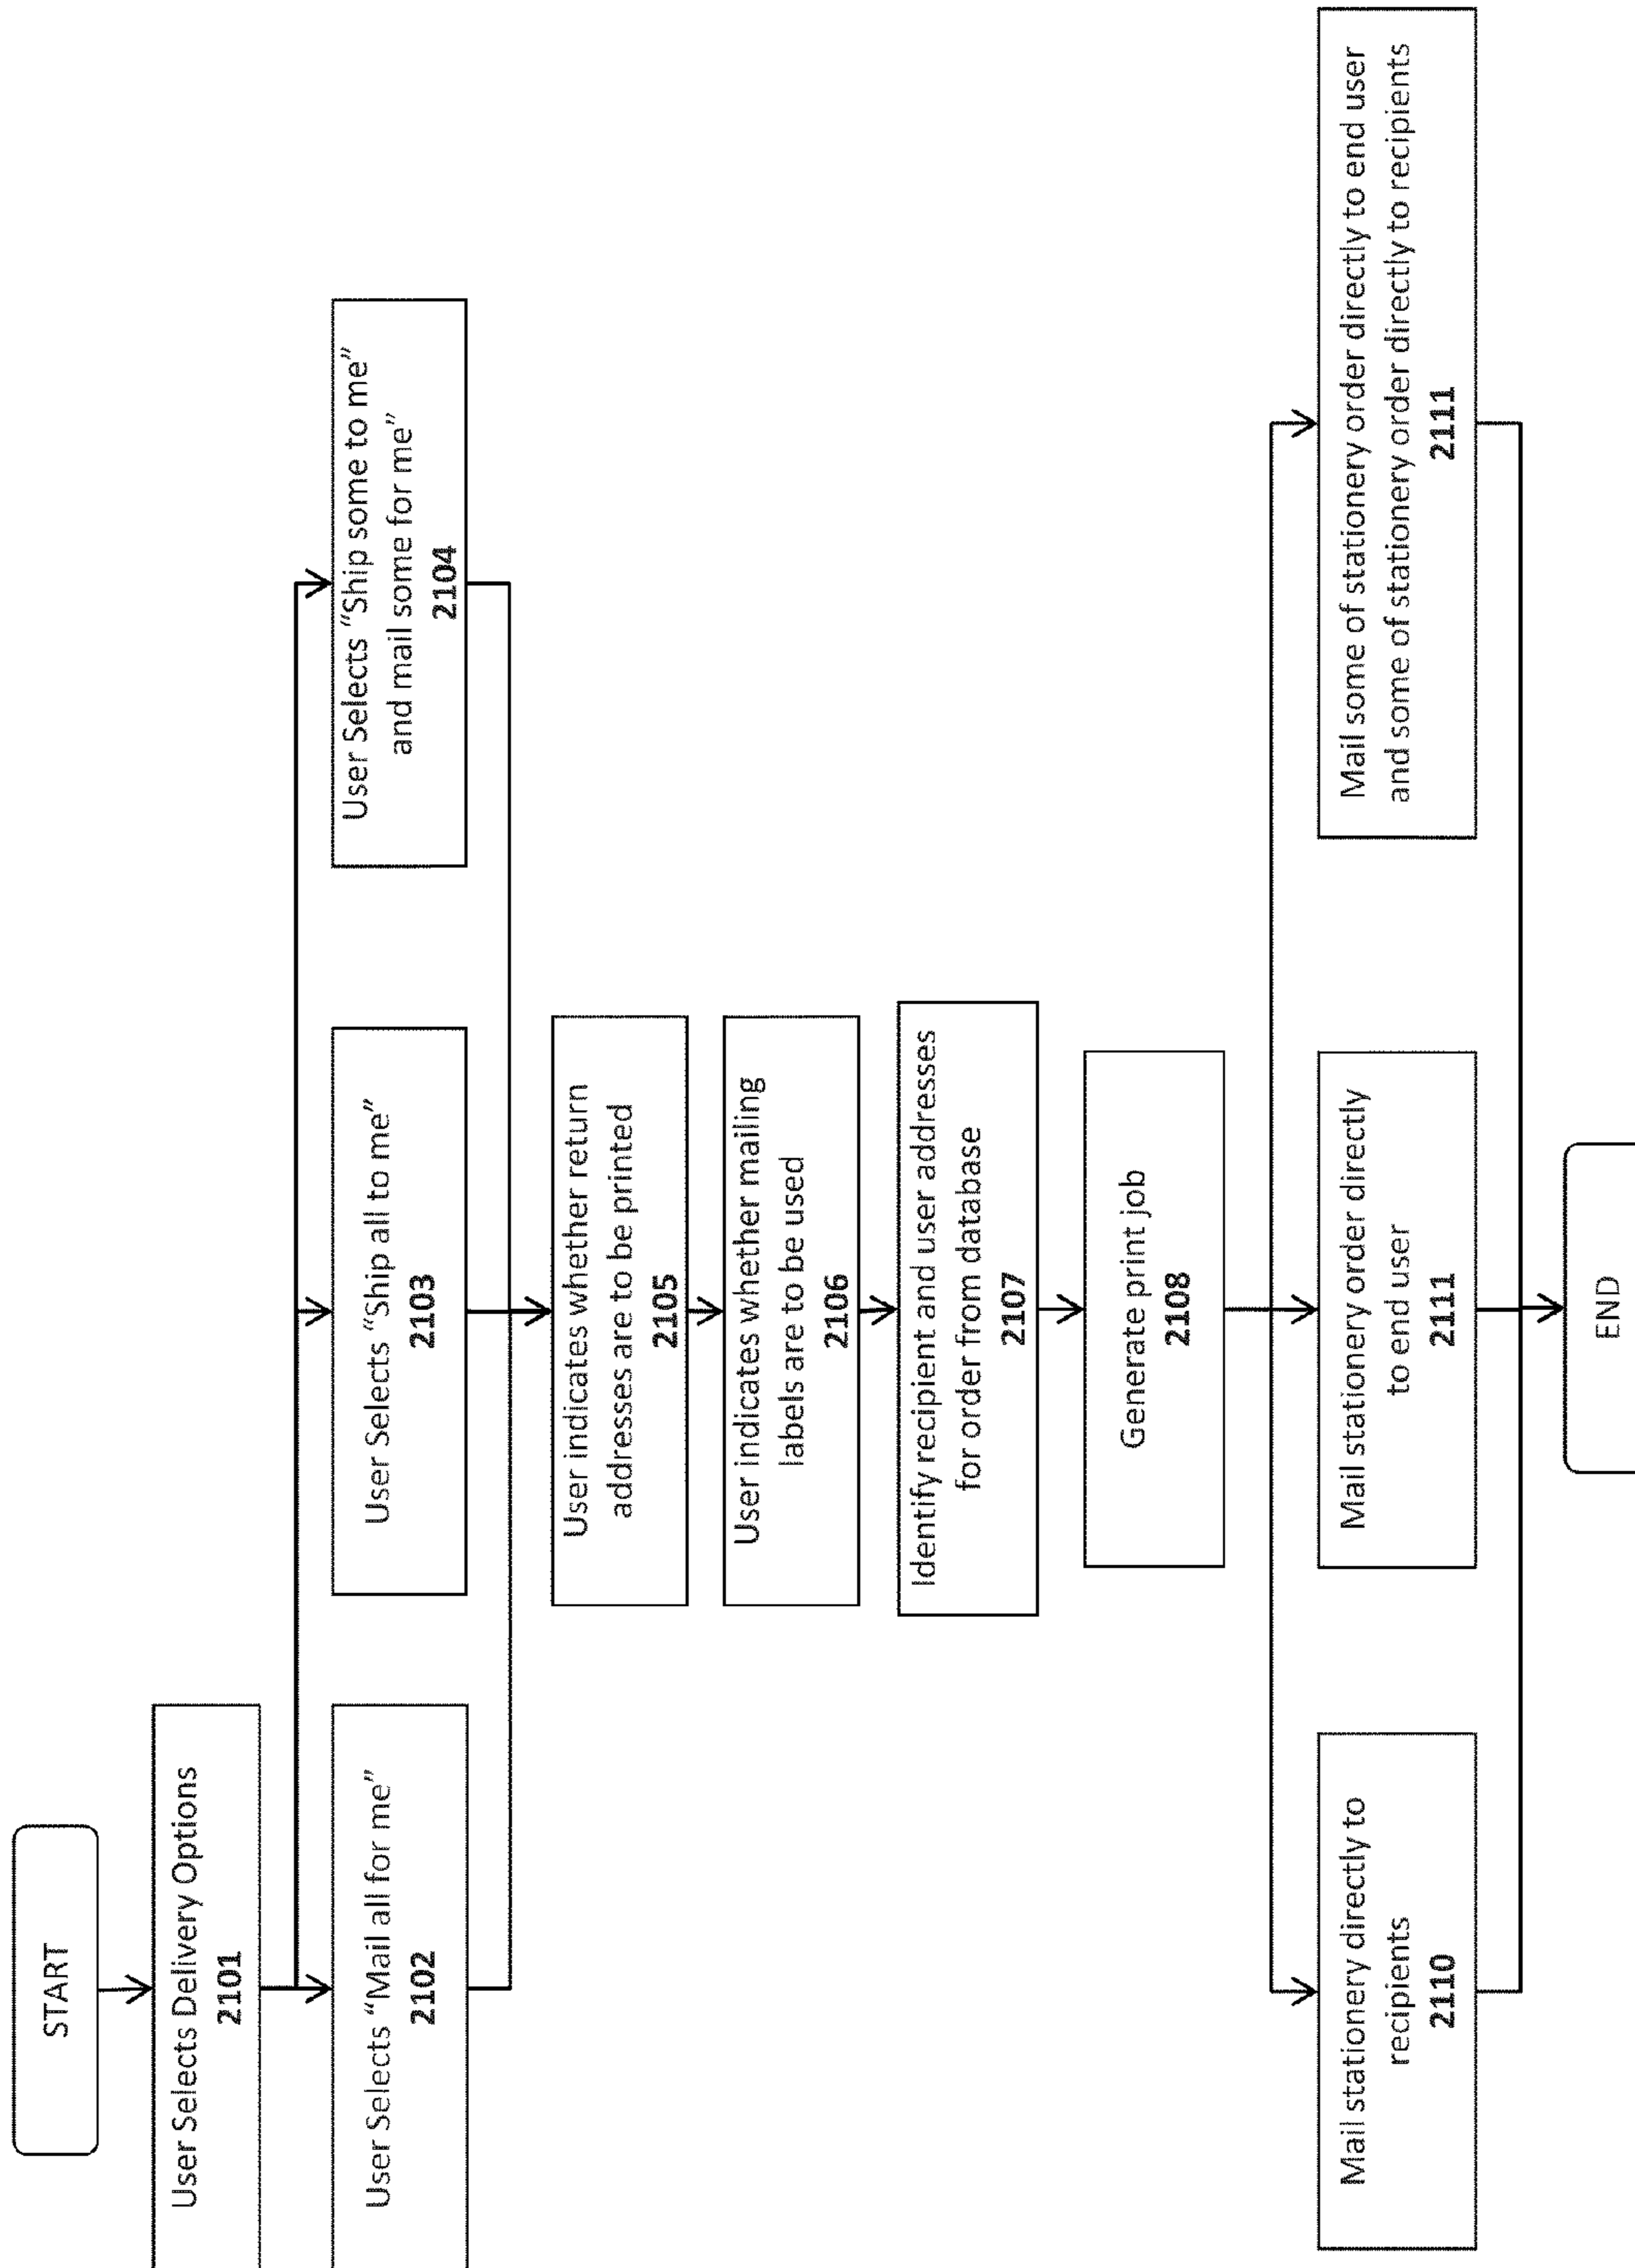 START
User Selects Delivery Options
2101
User Selects “Mail all for me”
2102
User Selects “Ship all to me”
2103
User Selects “Ship some to me”
and mail some for me”
2104
User indicates whether return
addresses are to be printed
2105
User indicates whether mailing
labels are to be used
2106
Identify recipient and user addresses
for order from database
2107
Generate print job
2108
Mail stationery directly to
recipients
2110
Mail stationery order directly
to end user
2111
Mail some of stationery order directly to end user
and some of stationery order directly to recipients
2111
END